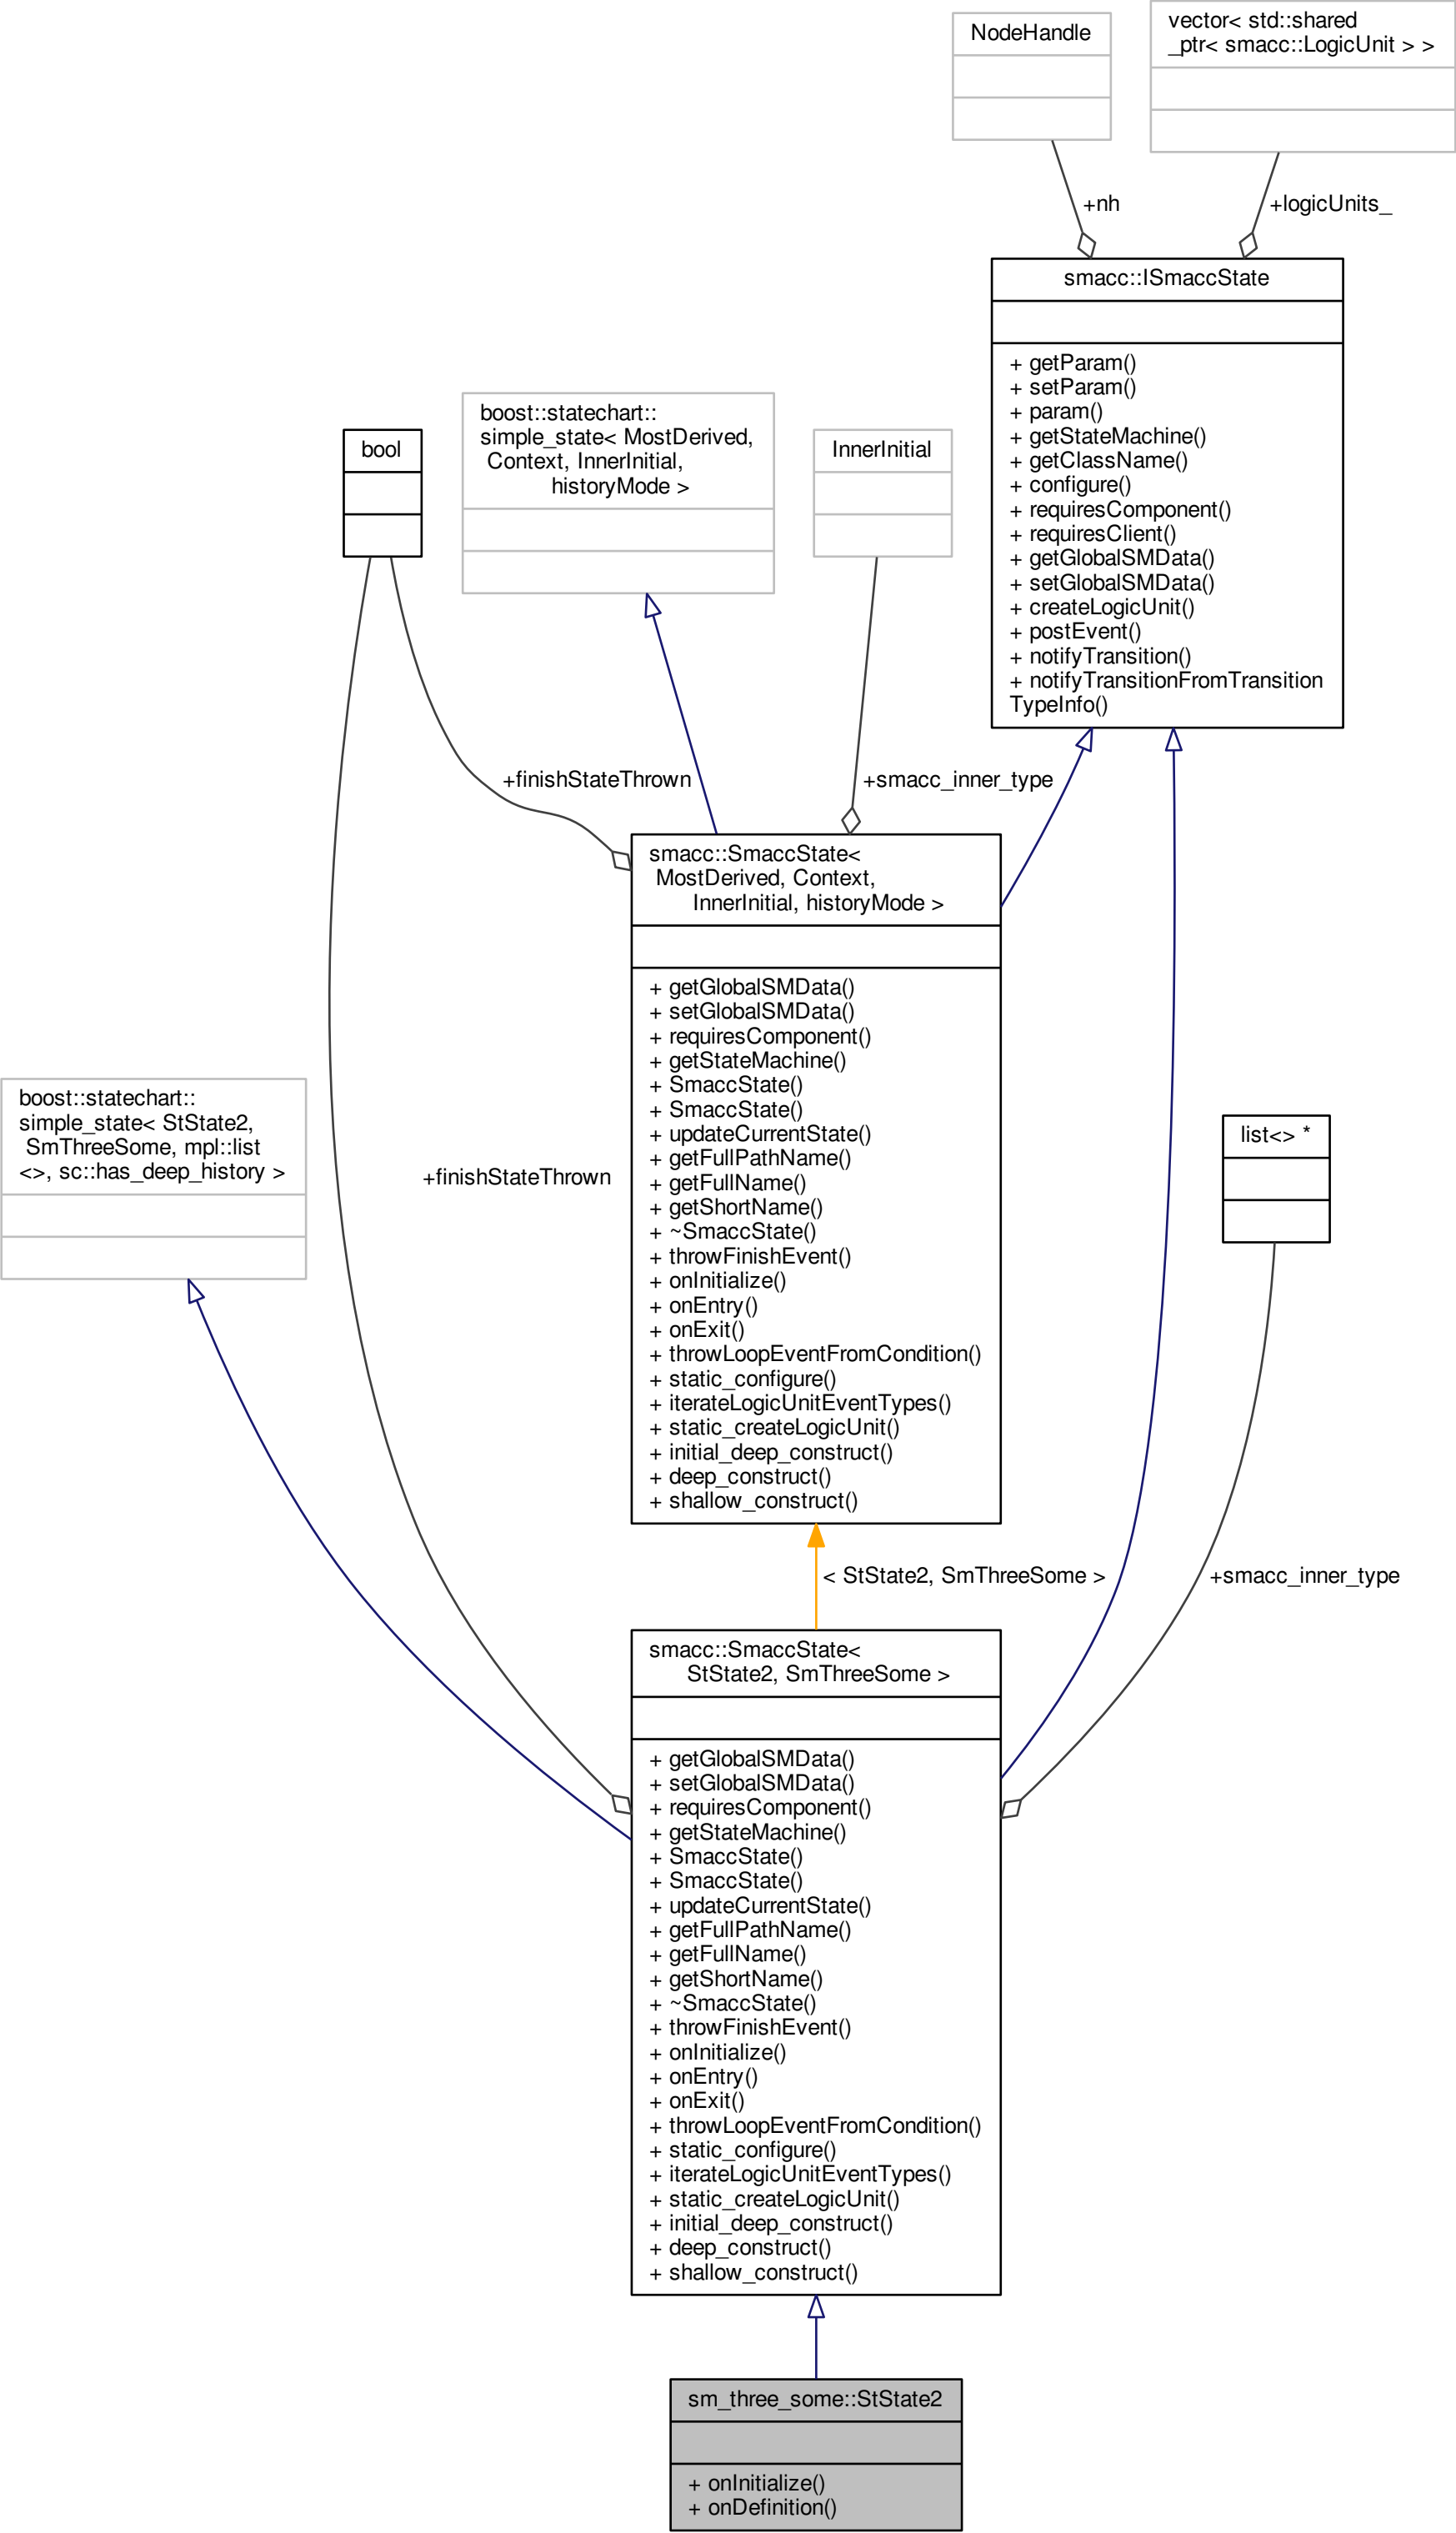 NodeHandle
vector< std::shared
_ptr< smacc::LogicUnit > >
+nh
+logicUnits_
smacc::ISmaccState
+ getParam()
+ setParam()
+ param()
+ getStateMachine()
+ getClassName()
+ configure()
+ requiresComponent()
+ requiresClient()
+ getGlobalSMData()
+ setGlobalSMData()
+ createLogicUnit()
+ postEvent()
+ notifyTransition()
+ notifyTransitionFromTransition
TypeInfo()
bool
boost::statechart::
simple_state< MostDerived,
Context, InnerInitial,
historyMode >
InnerInitial
+finishStateThrown
+smacc_inner_type
smacc::SmaccState<
MostDerived, Context,
InnerInitial, historyMode >
+ getGlobalSMData()
+ setGlobalSMData()
+ requiresComponent()
+ getStateMachine()
+ SmaccState()
+ SmaccState()
+ updateCurrentState()
+ getFullPathName()
+ getFullName()
+ getShortName()
+ ~SmaccState()
+ throwFinishEvent()
+ onInitialize()
+ onEntry()
+ onExit()
+ throwLoopEventFromCondition()
+ static_configure()
+ iterateLogicUnitEventTypes()
+ static_createLogicUnit()
+ initial_deep_construct()
+ deep_construct()
+ shallow_construct()
boost::statechart::
simple_state< StState2,
SmThreeSome, mpl::list
<>, sc::has_deep_history >
+finishStateThrown
list<> *
< StState2, SmThreeSome >
+smacc_inner_type
smacc::SmaccState<
StState2, SmThreeSome >
+ getGlobalSMData()
+ setGlobalSMData()
+ requiresComponent()
+ getStateMachine()
+ SmaccState()
+ SmaccState()
+ updateCurrentState()
+ getFullPathName()
+ getFullName()
+ getShortName()
+ ~SmaccState()
+ throwFinishEvent()
+ onInitialize()
+ onEntry()
+ onExit()
+ throwLoopEventFromCondition()
+ static_configure()
+ iterateLogicUnitEventTypes()
+ static_createLogicUnit()
+ initial_deep_construct()
+ deep_construct()
+ shallow_construct()
sm_three_some::StState2
+ onInitialize()
+ onDefinition()